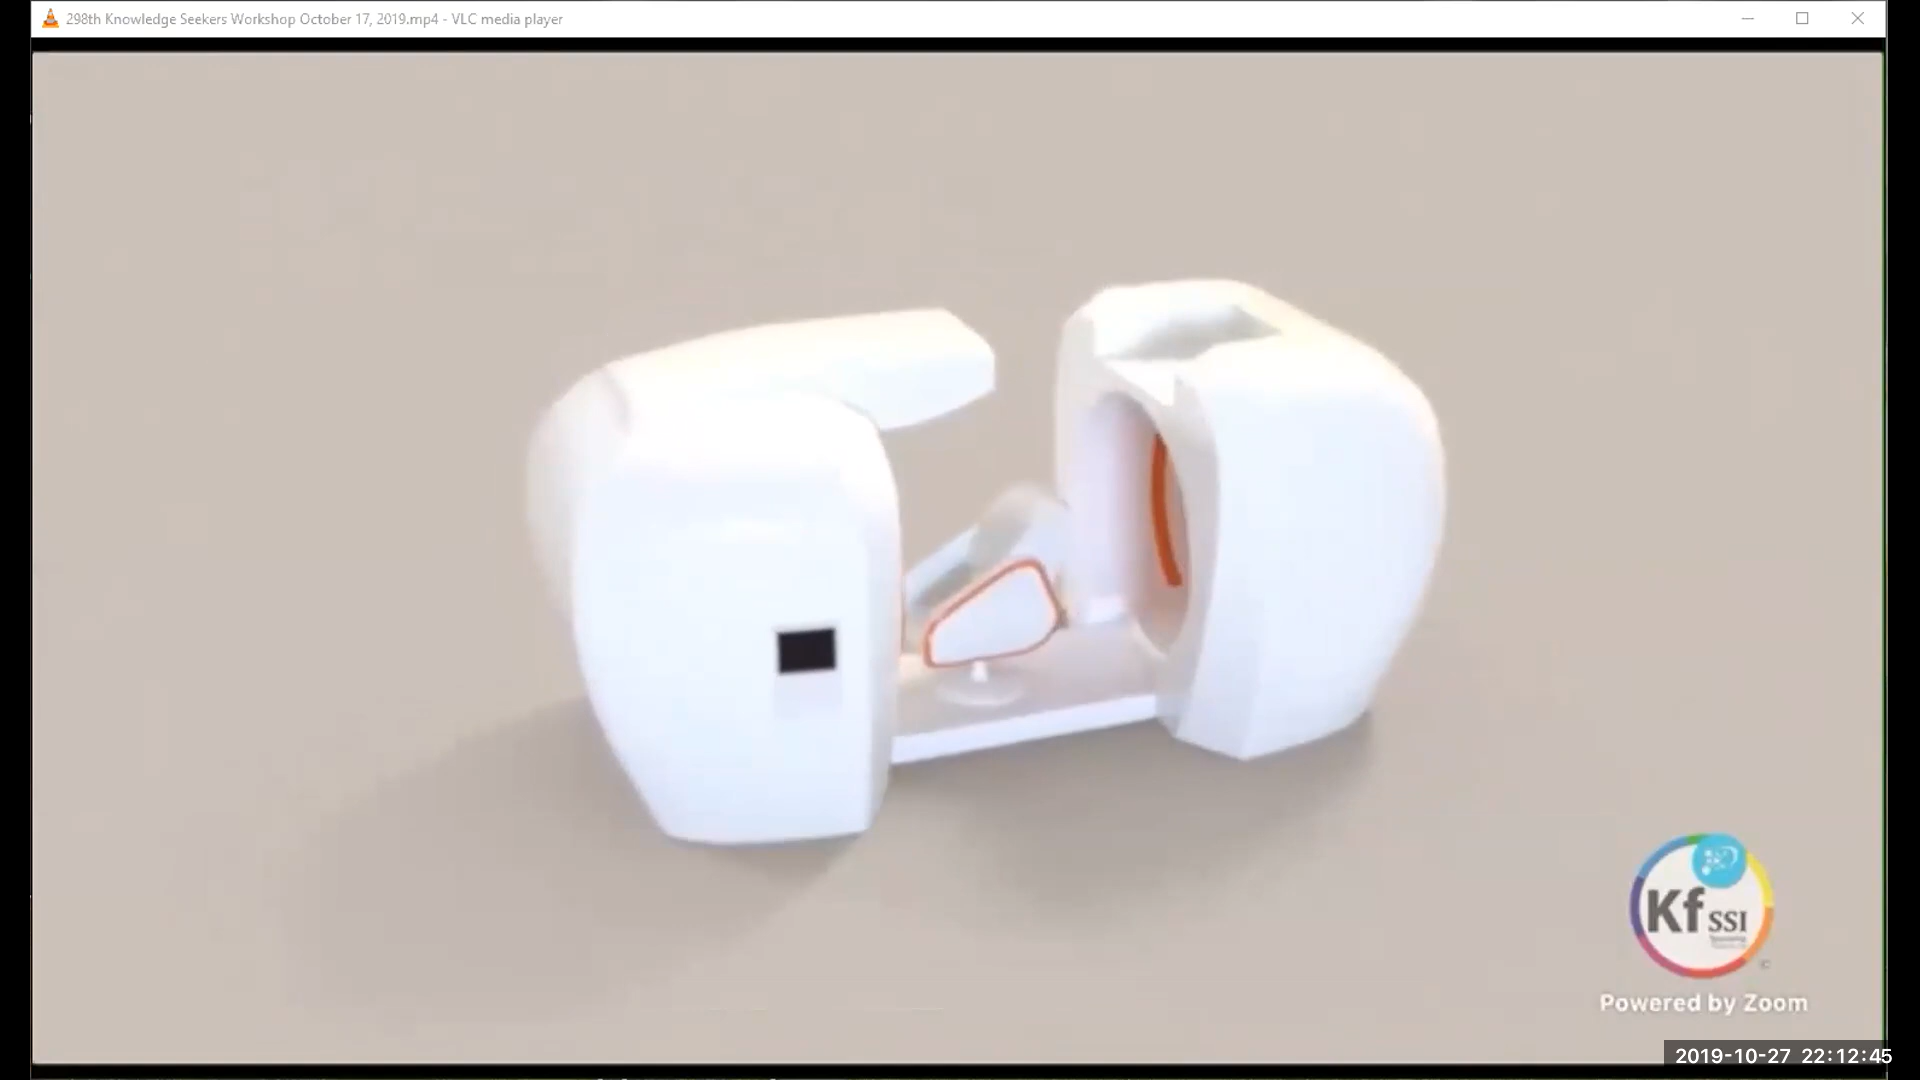 298th Knowledge Seekers Workshop October 17, 2019.mp4 - VLC media player
Kf SSI
Powered by Zoom
2019-10-27 22:12:45